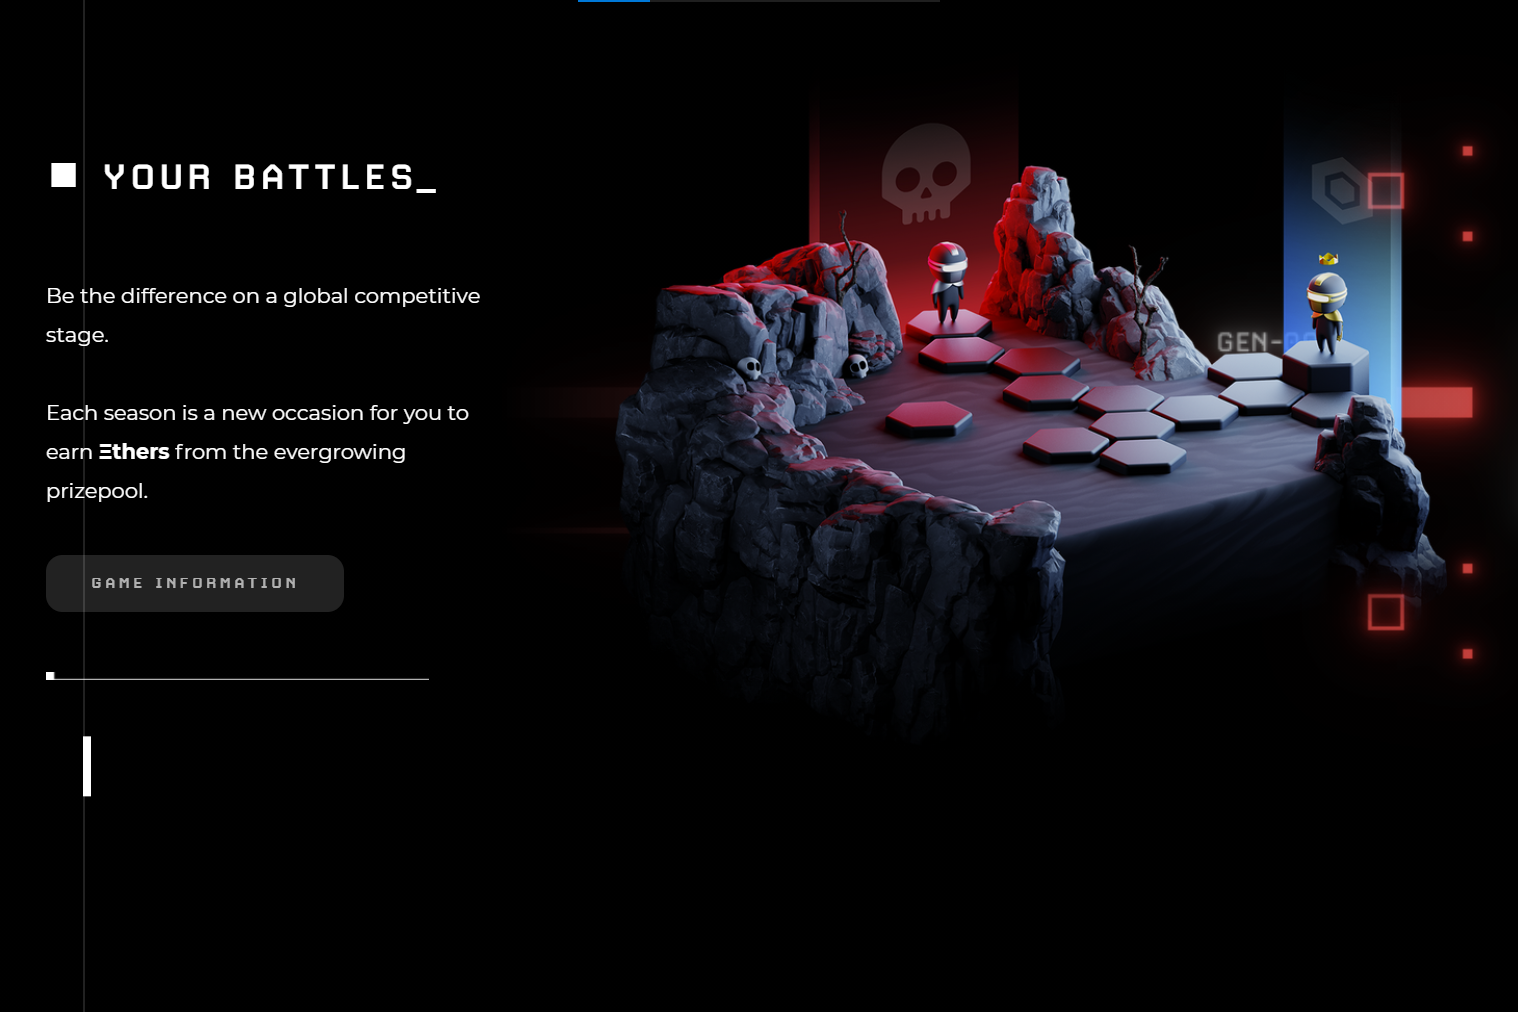 YOUR BATTLES_
Be the difference on a global competitive
stage.
Each season is a new occasion for you to
earn Ξthers from the evergrowing
prizepool.
GAME INFORMATION
GEN-